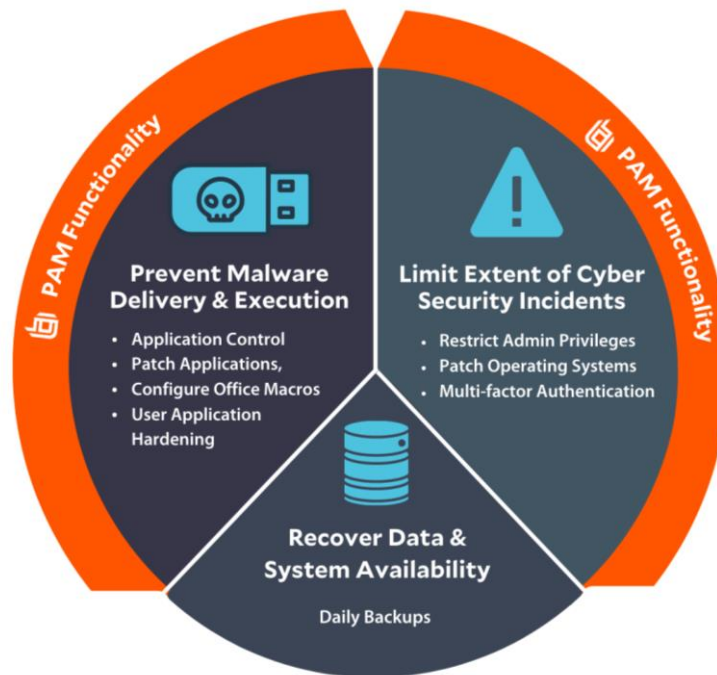 PAM Functionality
PAM Functionality
Prevent Malware
Delivery & Execution
• Application Control
• Patch Applications,
• Configure Office Macros
• User Application
Hardening
Limit Extent of Cyber
Security Incidents
• Restrict Admin Privileges
• Patch Operating Systems
• Multi-factor Authentication
Recover Data &
System Availability
Daily Backups